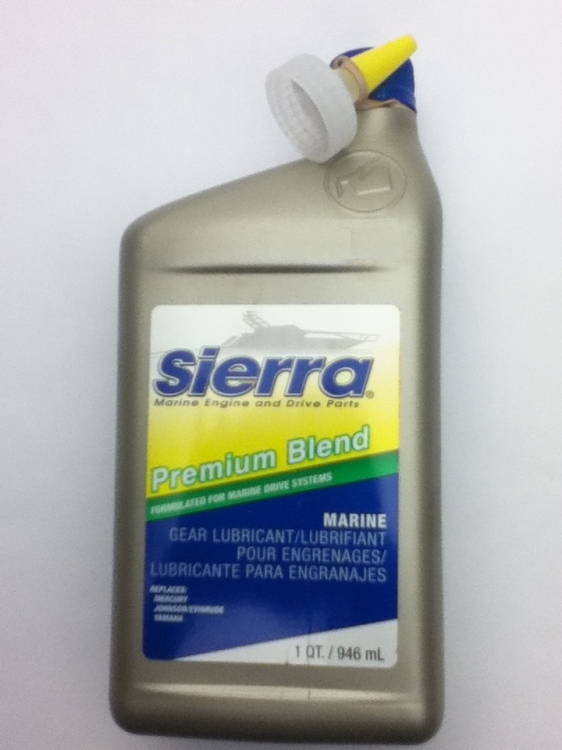 Sierra®
Marine Engine and Drive Parts
Premium Blend
FORMULATED FOR MARINE DRIVE SYSTEMS
MARINE
GEAR LUBRICANT/LUBRIFIANT
POUR ENGRENAGES/
LUBRICANTE PARA ENGRANAJES
REPLACES:
MERCURY
JOHNSON/EVINRUDE
YAMAHA
1 QT. / 946 mL